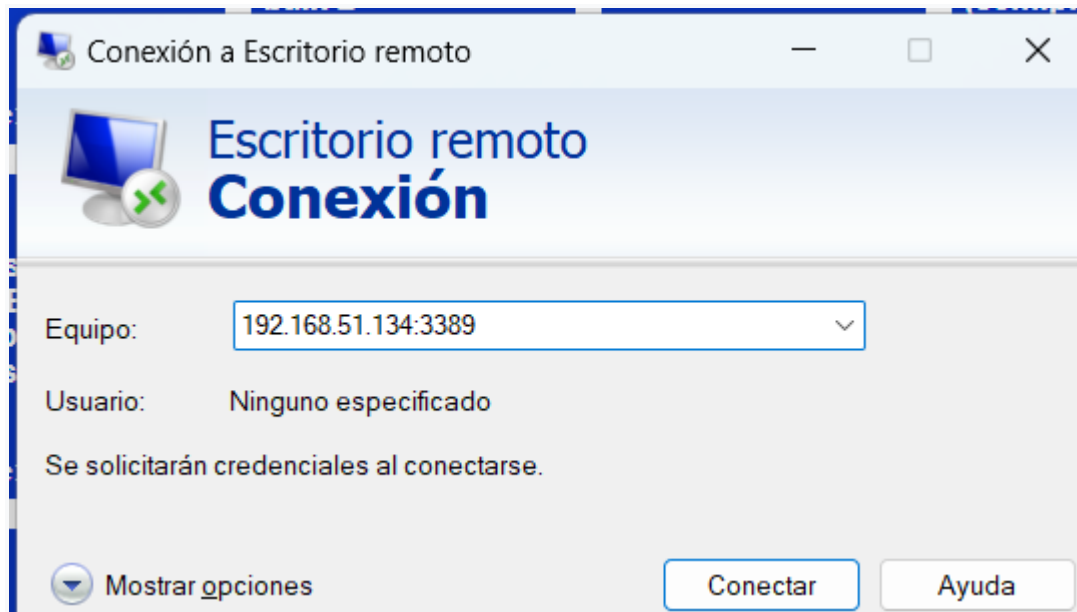 Conexión a Escritorio remoto
Escritorio remoto
Conexión
Equipo: 192.168.51.134:3389
Usuario: Ninguno especificado
Se solicitarán credenciales al conectarse.
Mostrar opciones Conectar Ayuda